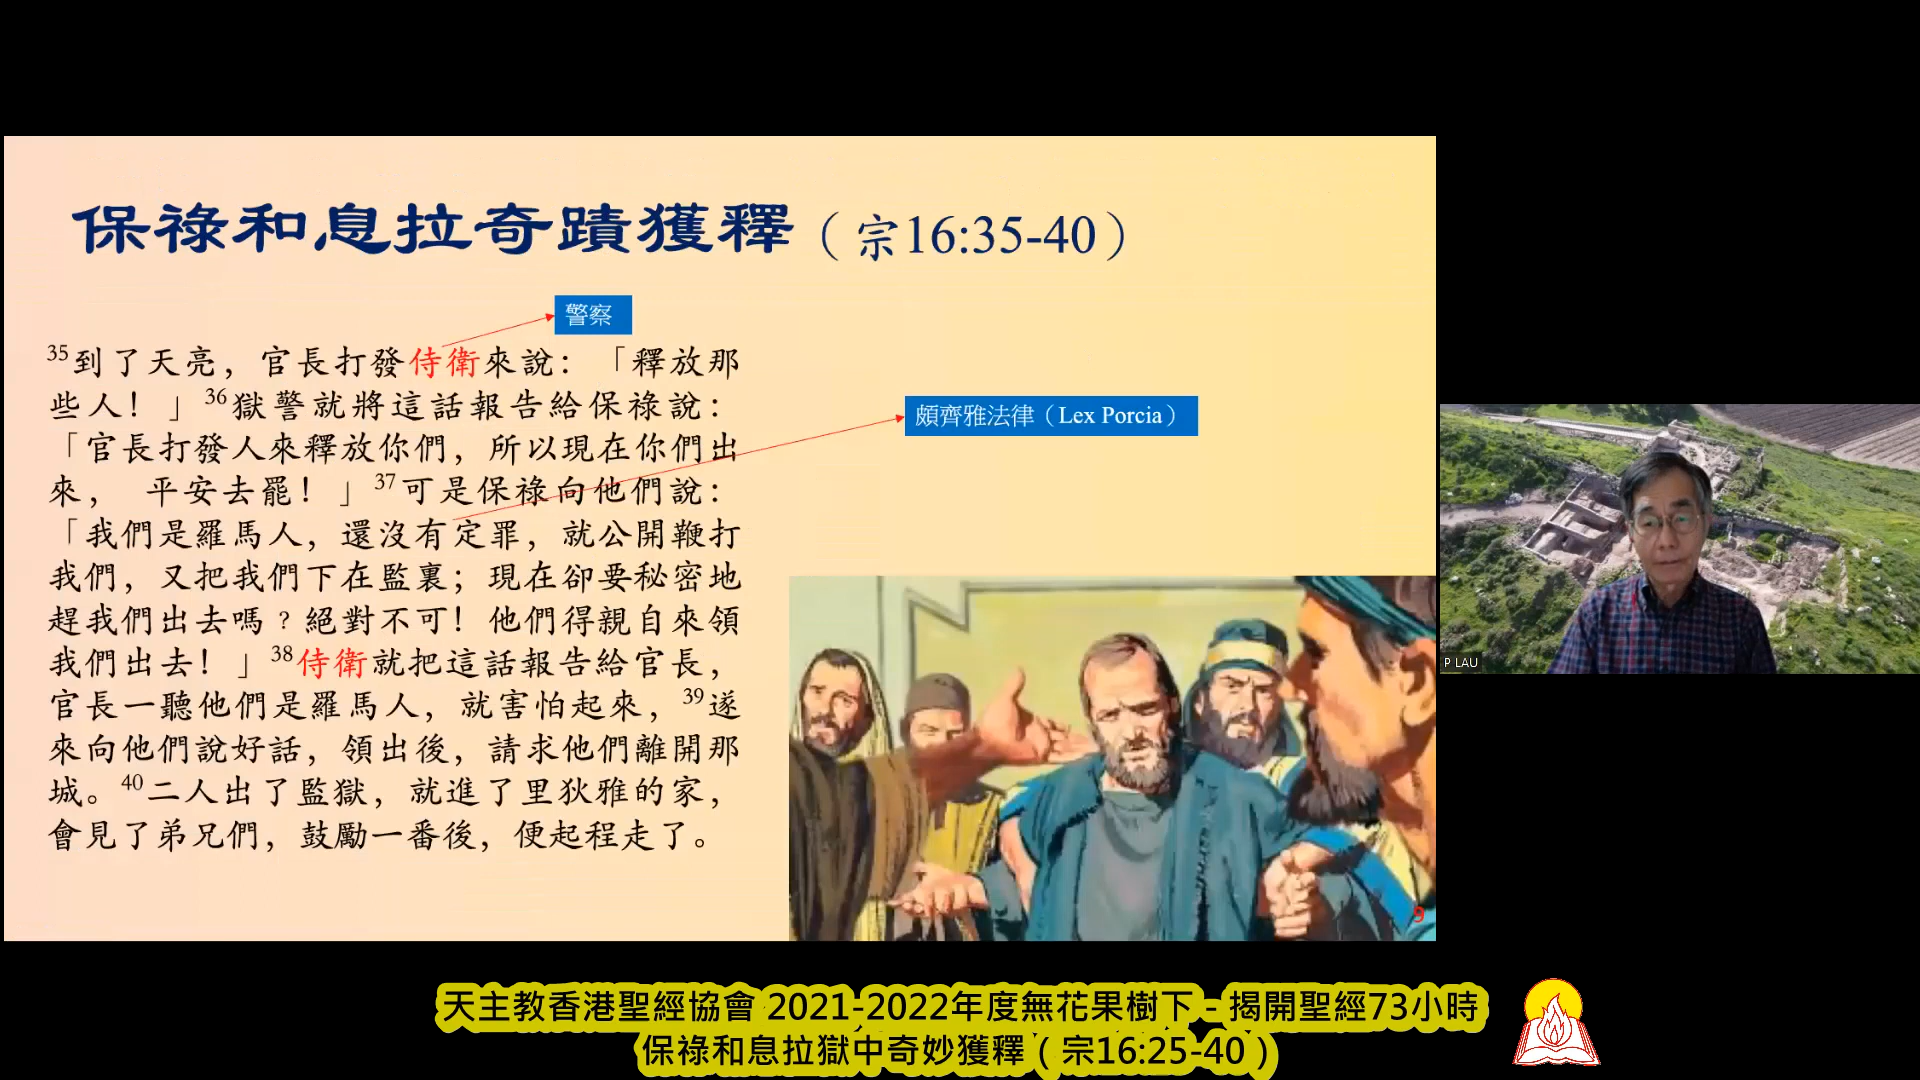 保祿和息拉奇蹟獲釋（宗16:35-40）
警察
35到了天亮，官長打發侍衛來說：「釋放那
些人！」36獄警就將這話報告給保祿說：
「官長打發人來釋放你們，所以現在你們出
來， 平安去罷！」37可是保祿向他們說：
「我們是羅馬人，還沒有定罪，就公開鞭打
我們，又把我們下在監裏；現在卻要秘密地
趕我們出去嗎？絕對不可！他們得親自來領
我們出去！」38侍衛就把這話報告給官長，
官長一聽他們是羅馬人，就害怕起來，39遂
來向他們說好話，領出後，請求他們離開那
城。40二人出了監獄，就進了里狄雅的家，
會見了弟兄們，鼓勵一番後，便起程走了。
頗齊雅法律（Lex Porcia）
9
P LAU
天主教香港聖經協會 2021-2022年度無花果樹下 - 揭開聖經73小時
保祿和息拉獄中奇妙獲釋（宗16:25-40）